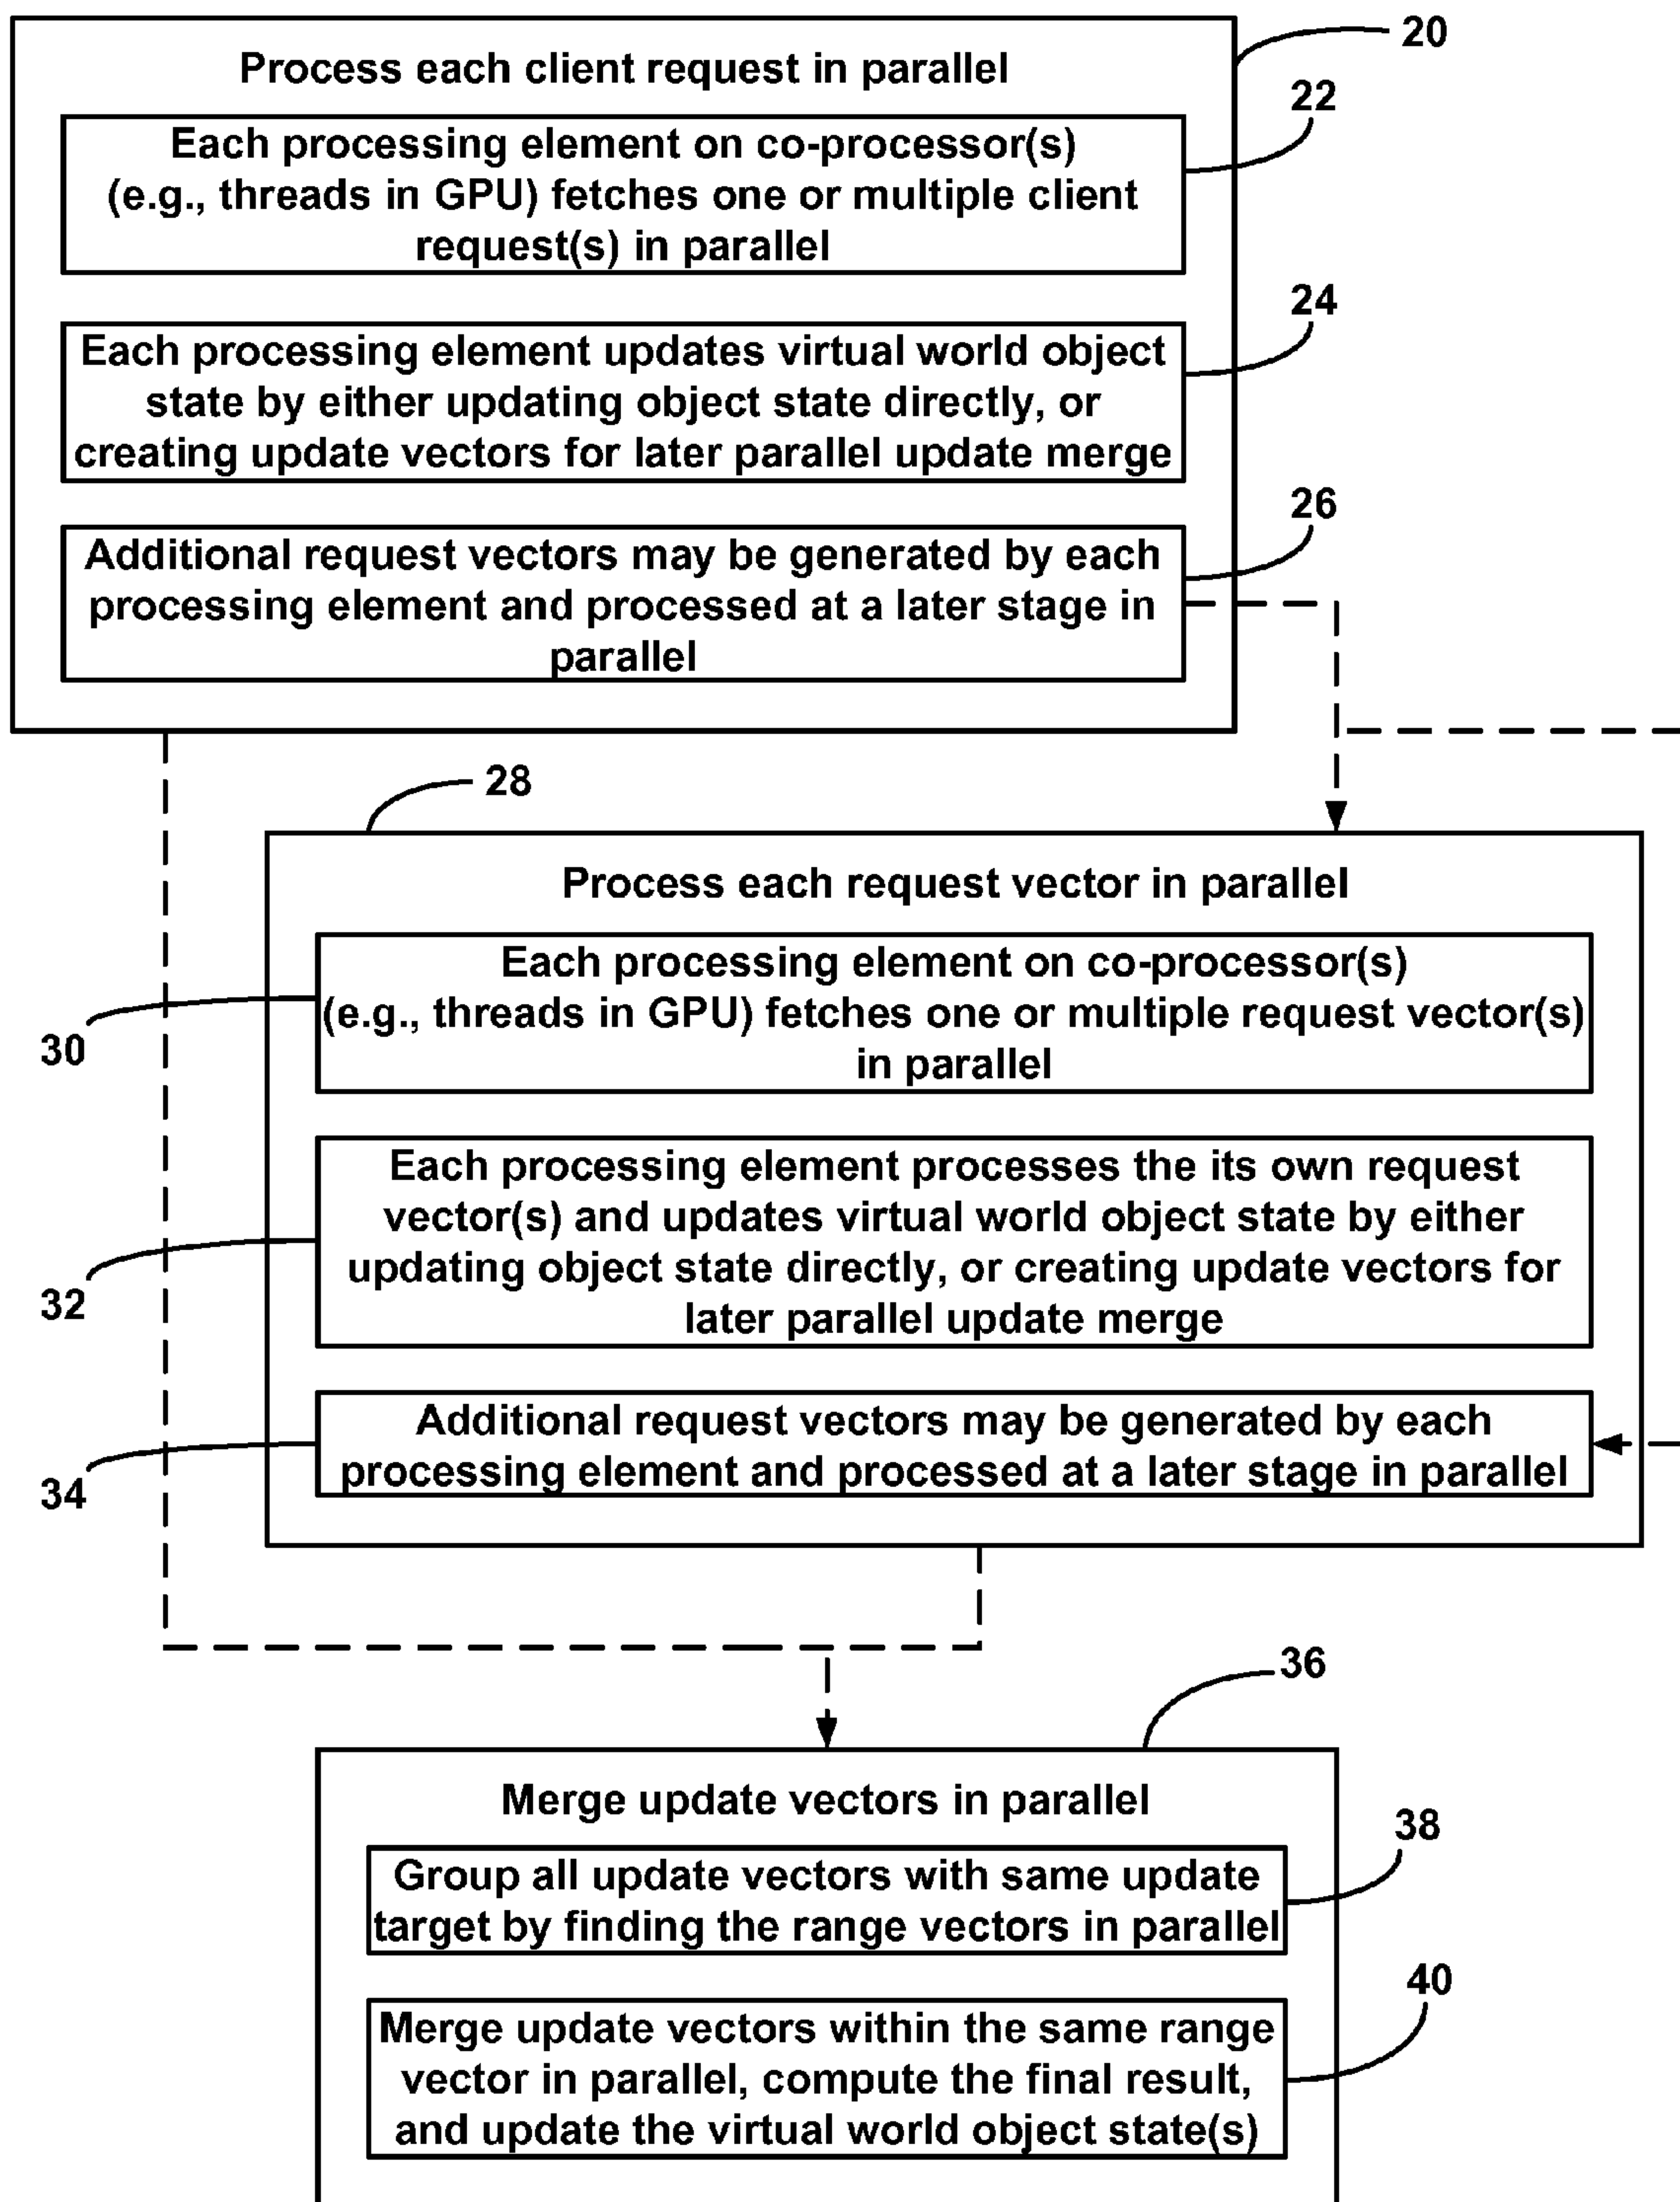 20
Process each client request in parallel
22
Each processing element on co-processor(s)
(e.g., threads in GPU) fetches one or multiple client
request(s) in parallel
24
Each processing element updates virtual world object
state by either updating object state directly, or
creating update vectors for later parallel update merge
26
Additional request vectors may be generated by each
processing element and processed at a later stage in
parallel
28
Process each request vector in parallel
Each processing element on co-processor(s)
(e.g., threads in GPU) fetches one or multiple request vector(s)
in parallel
30
Each processing element processes the its own request
vector(s) and updates virtual world object state by either
updating object state directly, or creating update vectors for
later parallel update merge
32
Additional request vectors may be generated by each
processing element and processed at a later stage in parallel
34
36
Merge update vectors in parallel
38
Group all update vectors with same update
target by finding the range vectors in parallel
40
Merge update vectors within the same range
vector in parallel, compute the final result,
and update the virtual world object state(s)